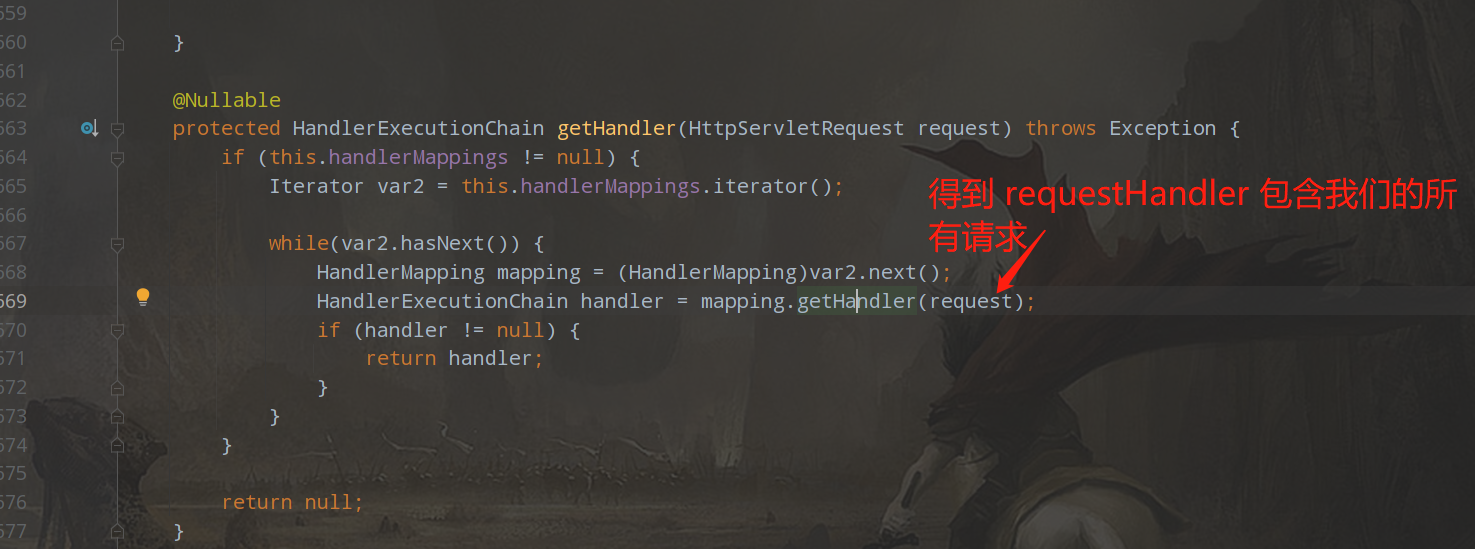 559
560 }
561
562 @Nullable
563 protected HandlerExecutionChain getHandler(HttpServletRequest request) throws Exception {
564 if (this.handlerMappings != null) {
565 Iterator var2 = this.handlerMappings.iterator();
得到 requestHandler 包含我们的所
566
有请求
567 while(var2.hasNext()) {
568 HandlerMapping mapping = (HandlerMapping)var2.next();
569 HandlerExecutionChain handler = mapping.getHandler(request);
570 if (handler != null) {
571 return handler;
572 }
573 }
574 }
575
576 return null;
577 }